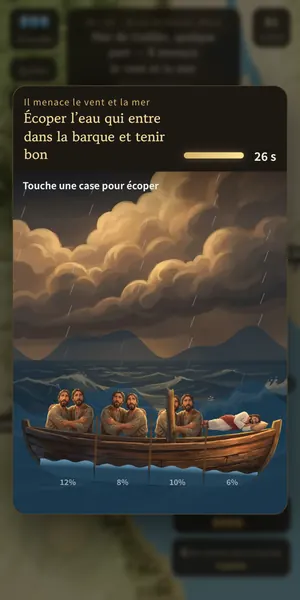 Il menace le vent et la mer
Écoper l'eau qui entre
dans la barque et tenir
bon
26 s
Touche une case pour écoper
12% 8% 10% 6%